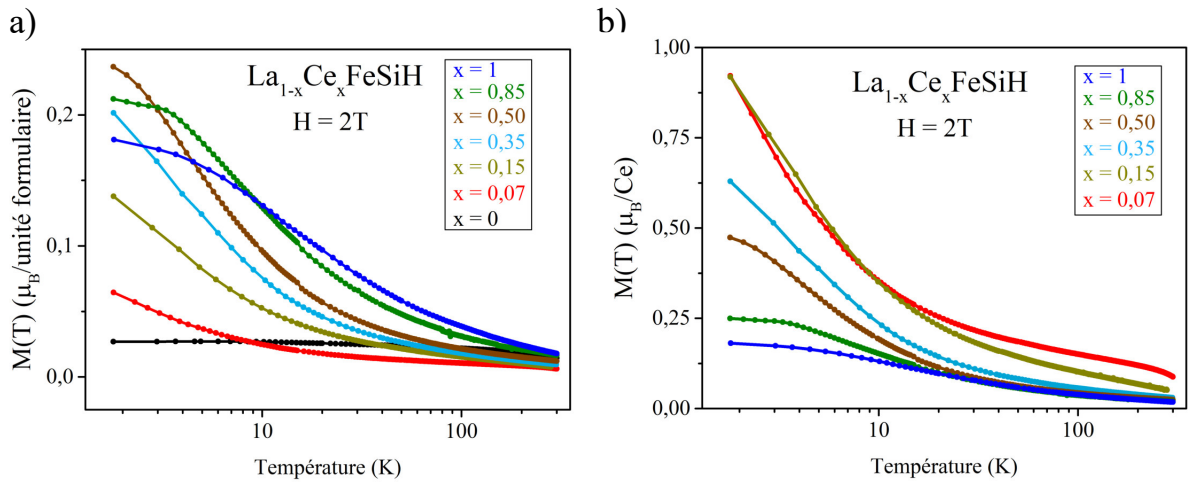 a)
La₁₋ₓCeₓFeSiH
H = 2T
x = 1
x = 0,85
x = 0,50
x = 0,35
x = 0,15
x = 0,07
x = 0
0,2
0,1
0,0
M(T) (μB/unité formulaire)
10
100
Température (K)
b)
La₁₋ₓCeₓFeSiH
H = 2T
x = 1
x = 0,85
x = 0,50
x = 0,35
x = 0,15
x = 0,07
1,00
0,75
0,50
0,25
0,00
M(T) (μB/Ce)
10
100
Température (K)